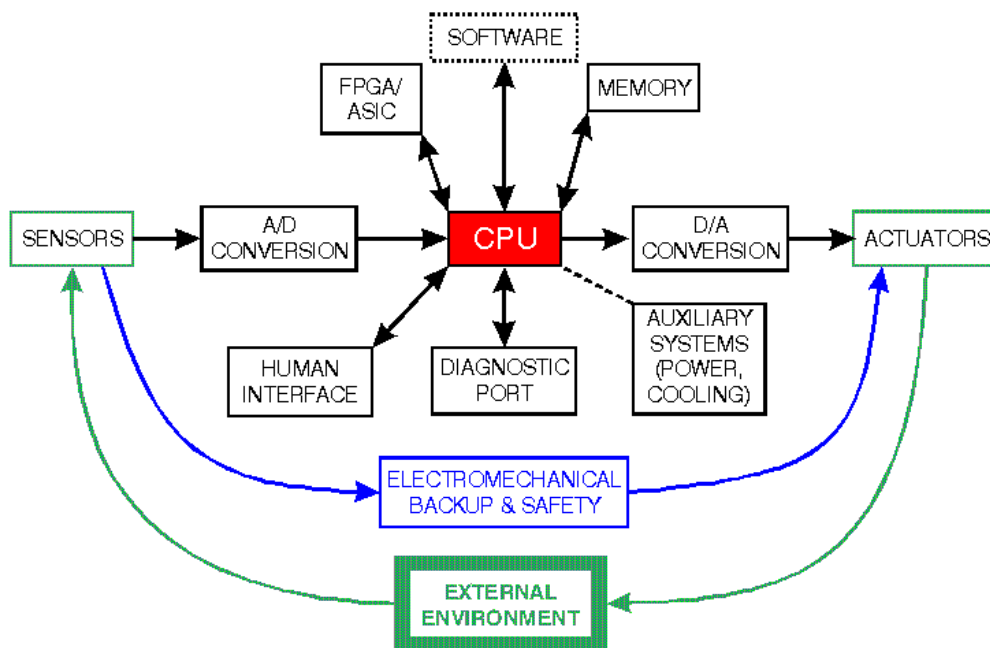 SOFTWARE
FPGA/
ASIC
MEMORY
SENSORS
A/D
CONVERSION
CPU
D/A
CONVERSION
ACTUATORS
HUMAN
INTERFACE
DIAGNOSTIC
PORT
AUXILIARY
SYSTEMS
(POWER,
COOLING)
ELECTROMECHANICAL
BACKUP & SAFETY
EXTERNAL
ENVIRONMENT